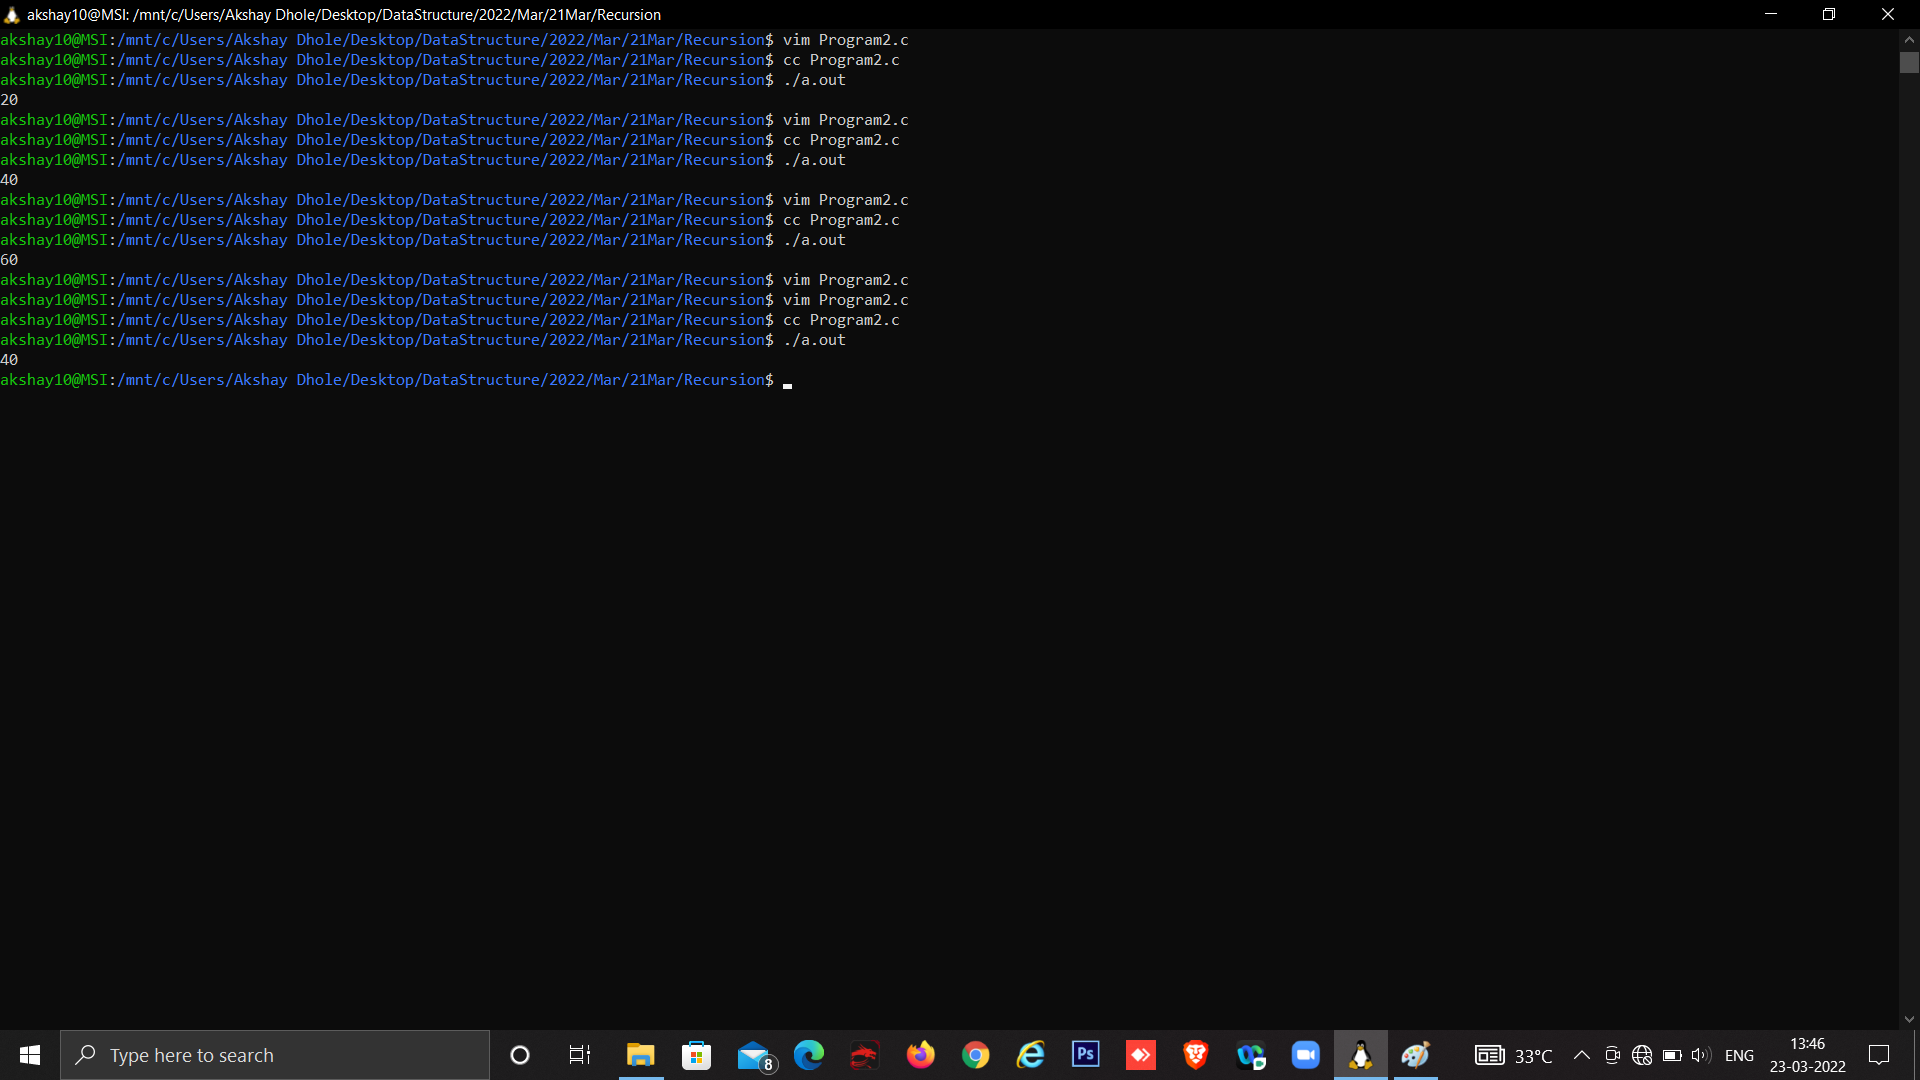 akshay10@MSI: /mnt/c/Users/Akshay Dhole/Desktop/DataStructure/2022/Mar/21Mar/Recursion
akshay10@MSI:/mnt/c/Users/Akshay Dhole/Desktop/DataStructure/2022/Mar/21Mar/Recursion$ vim Program2.c
akshay10@MSI:/mnt/c/Users/Akshay Dhole/Desktop/DataStructure/2022/Mar/21Mar/Recursion$ cc Program2.c
akshay10@MSI:/mnt/c/Users/Akshay Dhole/Desktop/DataStructure/2022/Mar/21Mar/Recursion$ ./a.out
20
akshay10@MSI:/mnt/c/Users/Akshay Dhole/Desktop/DataStructure/2022/Mar/21Mar/Recursion$ vim Program2.c
akshay10@MSI:/mnt/c/Users/Akshay Dhole/Desktop/DataStructure/2022/Mar/21Mar/Recursion$ cc Program2.c
akshay10@MSI:/mnt/c/Users/Akshay Dhole/Desktop/DataStructure/2022/Mar/21Mar/Recursion$ ./a.out
40
akshay10@MSI:/mnt/c/Users/Akshay Dhole/Desktop/DataStructure/2022/Mar/21Mar/Recursion$ vim Program2.c
akshay10@MSI:/mnt/c/Users/Akshay Dhole/Desktop/DataStructure/2022/Mar/21Mar/Recursion$ cc Program2.c
akshay10@MSI:/mnt/c/Users/Akshay Dhole/Desktop/DataStructure/2022/Mar/21Mar/Recursion$ ./a.out
60
akshay10@MSI:/mnt/c/Users/Akshay Dhole/Desktop/DataStructure/2022/Mar/21Mar/Recursion$ vim Program2.c
akshay10@MSI:/mnt/c/Users/Akshay Dhole/Desktop/DataStructure/2022/Mar/21Mar/Recursion$ vim Program2.c
akshay10@MSI:/mnt/c/Users/Akshay Dhole/Desktop/DataStructure/2022/Mar/21Mar/Recursion$ cc Program2.c
akshay10@MSI:/mnt/c/Users/Akshay Dhole/Desktop/DataStructure/2022/Mar/21Mar/Recursion$ ./a.out
40
akshay10@MSI:/mnt/c/Users/Akshay Dhole/Desktop/DataStructure/2022/Mar/21Mar/Recursion$
Type here to search
8
Ps
33°C
ENG
13:46
23-03-2022